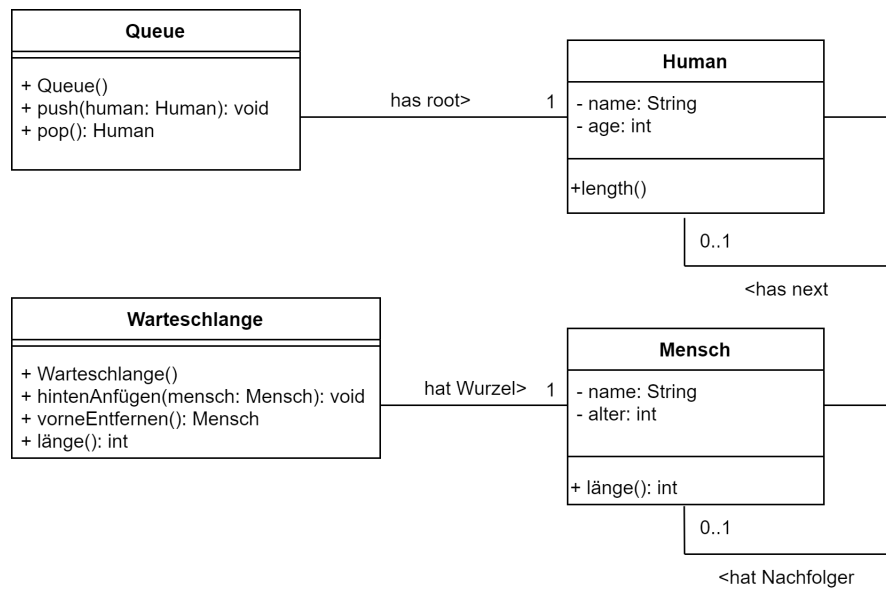 Queue
+ Queue()
+ push(human: Human): void
+ pop(): Human
has root>
1
Human
- name: String
- age: int
+length()
0..1
<has next
Warteschlange
+ Warteschlange()
+ hintenAnfügen(mensch: Mensch): void
+ vorneEntfernen(): Mensch
+ länge(): int
hat Wurzel>
1
Mensch
- name: String
- alter: int
+ länge(): int
0..1
<hat Nachfolger